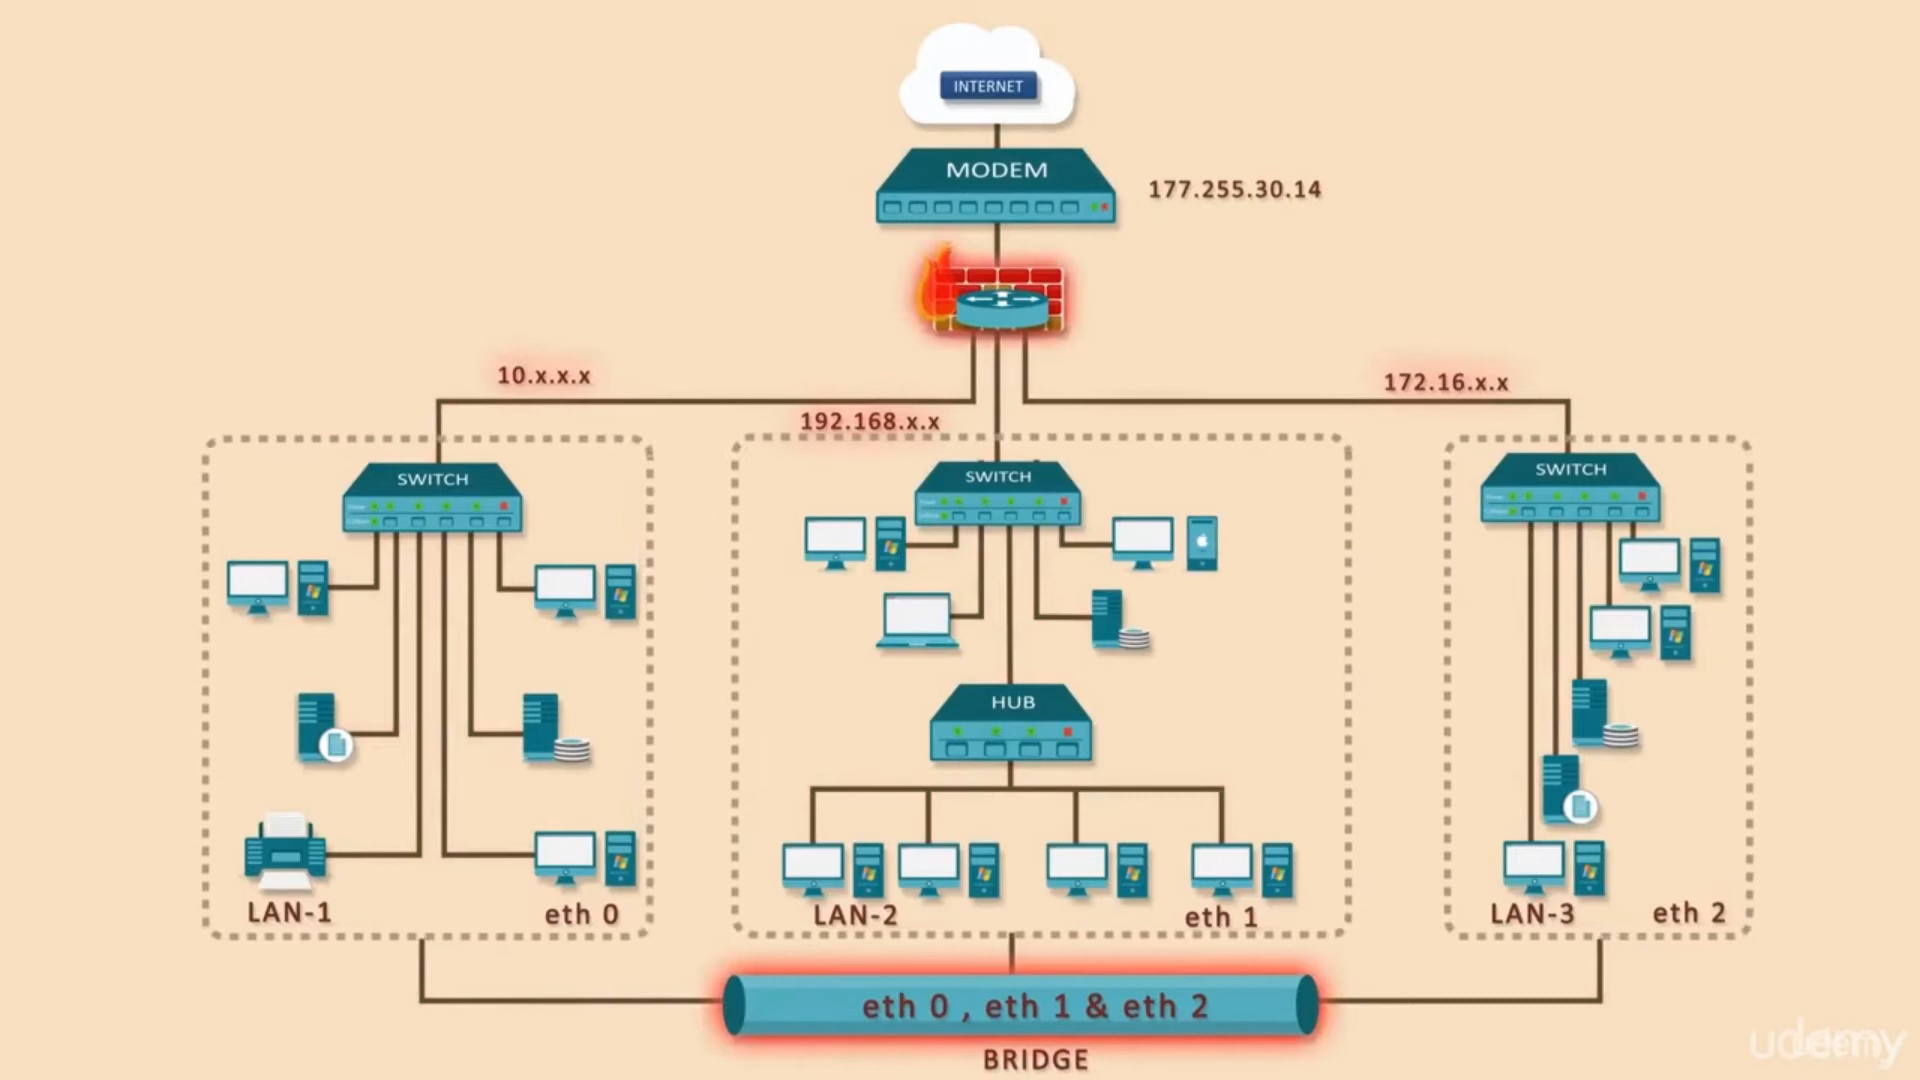 INTERNET
MODEM
177.255.30.14
10.x.x.x
192.168.x.x
172.16.x.x
SWITCH
SWITCH
SWITCH
HUB
LAN-1
eth 0
LAN-2
eth 1
LAN-3
eth 2
eth 0 , eth 1 & eth 2
BRIDGE
udemy